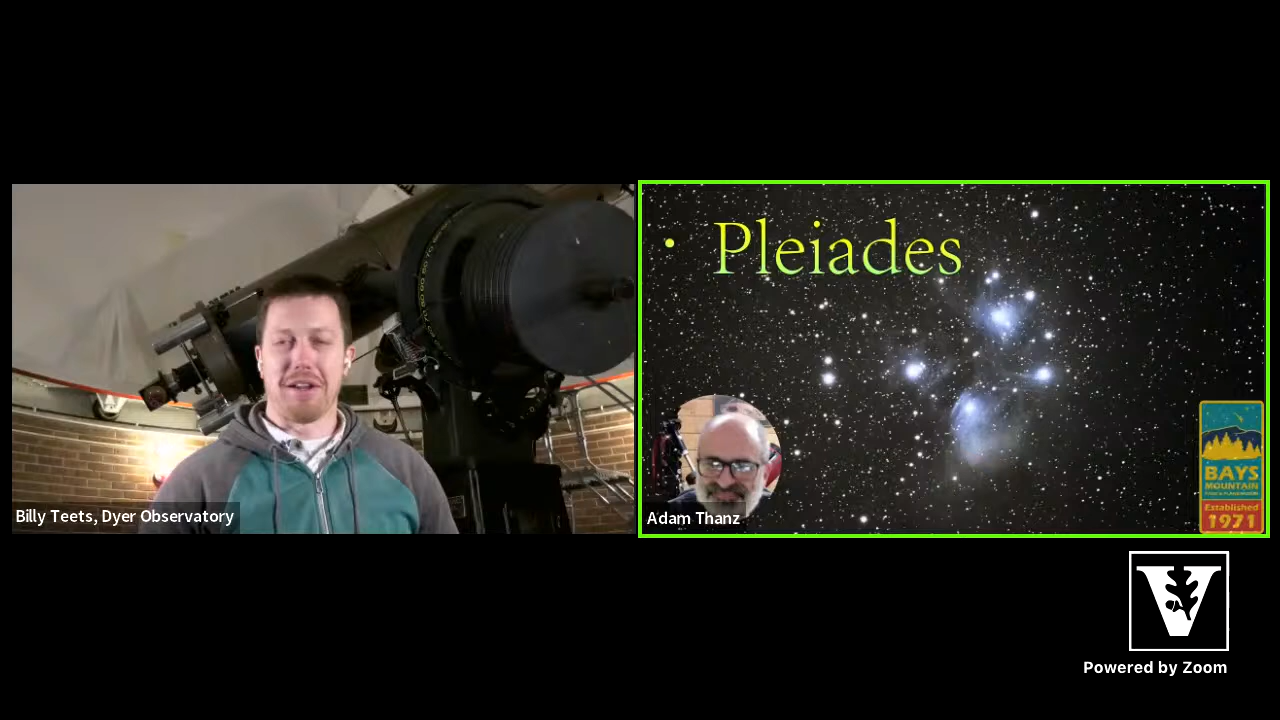 • Pleiades
Billy Teets, Dyer Observatory
Adam Thanz
BAYS
MOUNTAIN
Established
1971
V
Powered by Zoom